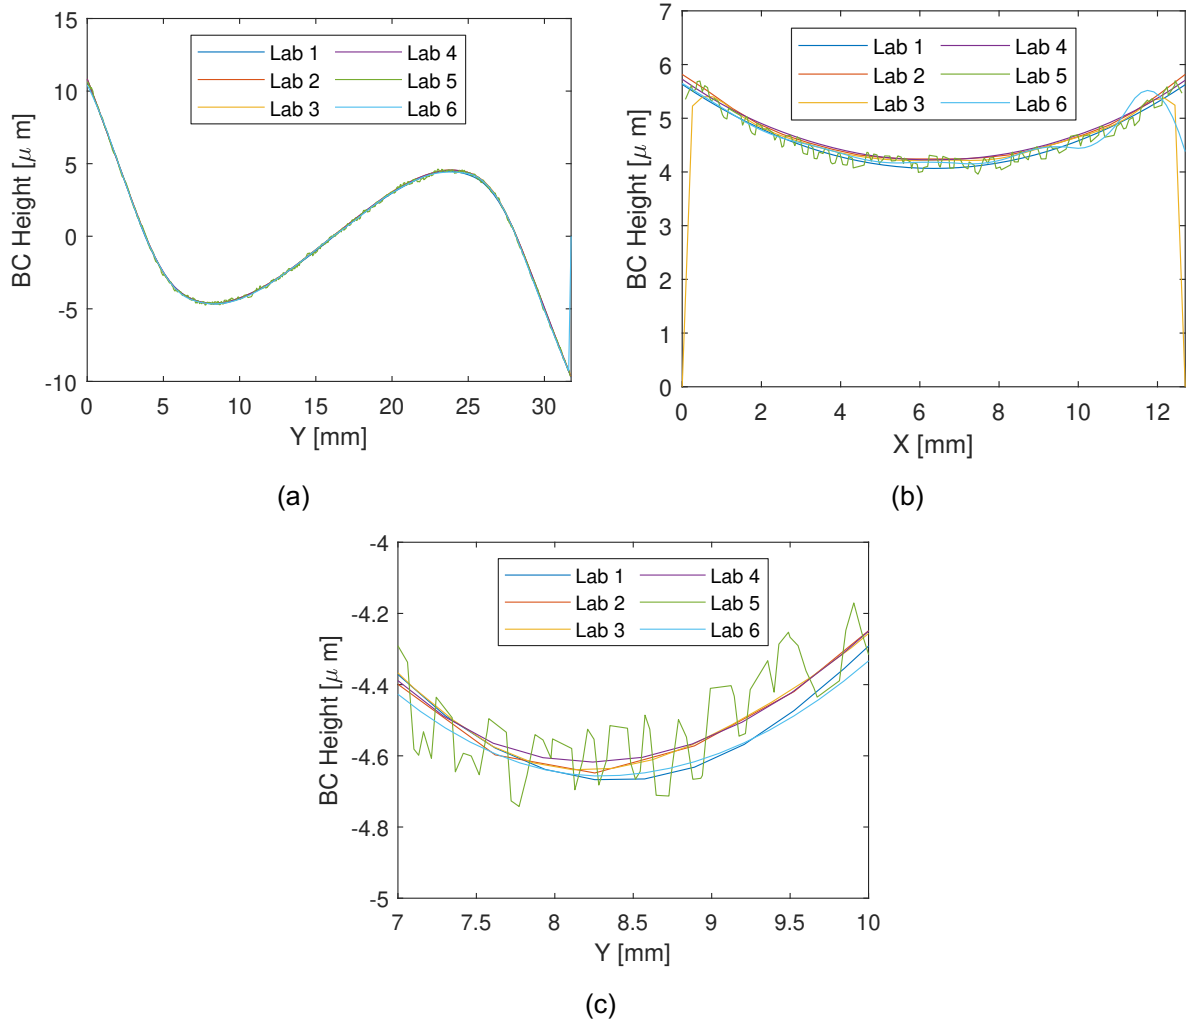 15
10
5
0
-5
-10
BC Height [μ m]
Lab 1 Lab 4
Lab 2 Lab 5
Lab 3 Lab 6
0 5 10 15 20 25 30
Y [mm]
(a)
7
6
5
4
3
2
1
0
BC Height [μ m]
Lab 1 Lab 4
Lab 2 Lab 5
Lab 3 Lab 6
0 2 4 6 8 10 12
X [mm]
(b)
-4
-4.2
-4.4
-4.6
-4.8
-5
BC Height [μ m]
Lab 1 Lab 4
Lab 2 Lab 5
Lab 3 Lab 6
7 7.5 8 8.5 9 9.5 10
Y [mm]
(c)